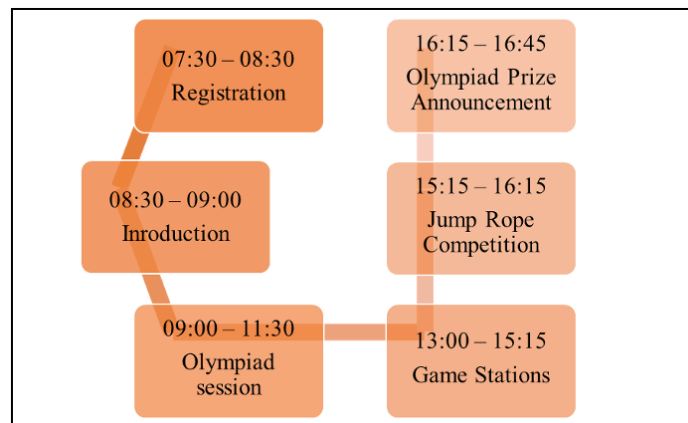 07:30 – 08:30
Registration
08:30 – 09:00
Inroduction
09:00 – 11:30
Olympiad
session
13:00 – 15:15
Game Stations
15:15 – 16:15
Jump Rope
Competition
16:15 – 16:45
Olympiad Prize
Announcement